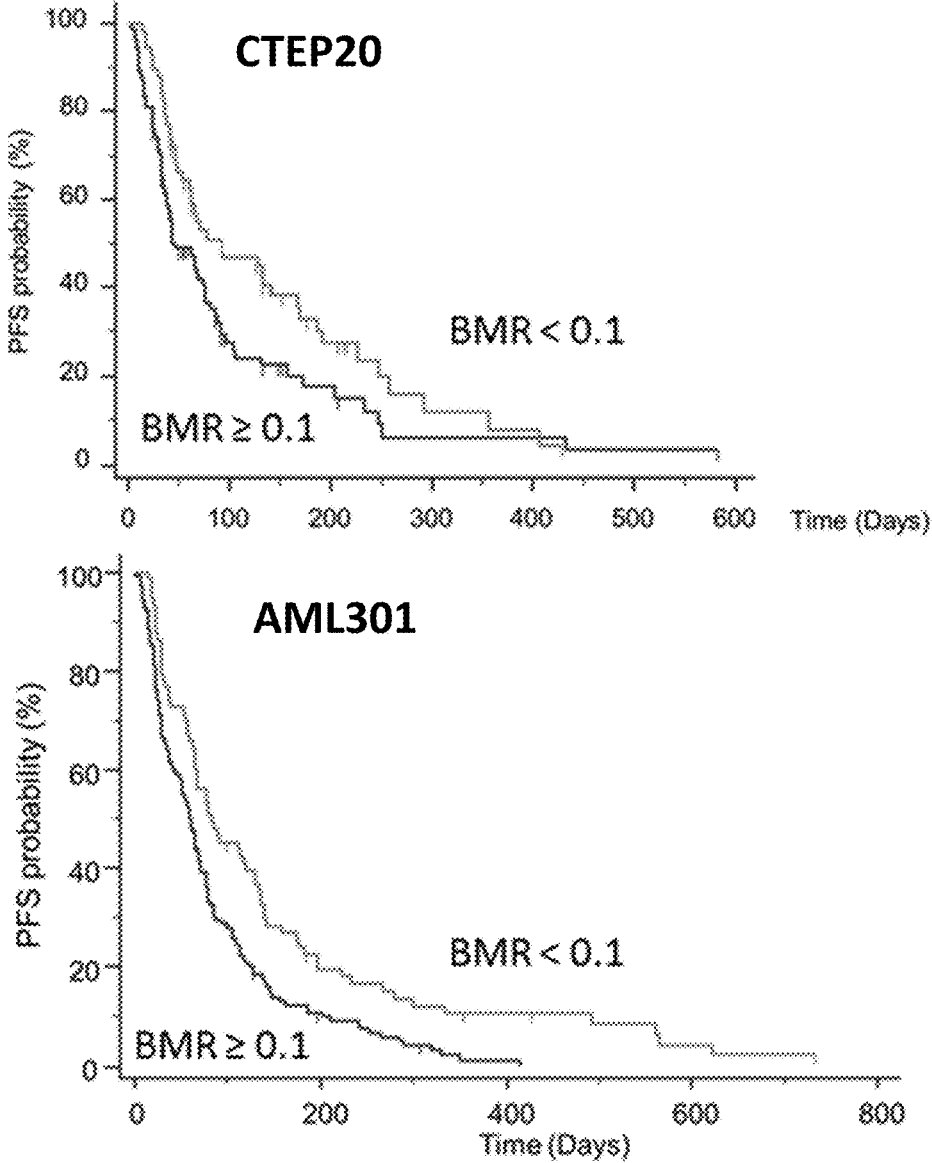 CTEP20
PFS probability (%)
100
80
60
40
20
0
BMR < 0.1
BMR ≥ 0.1
0 100 200 300 400 500 600 Time (Days)
AML301
PFS probability (%)
100
80
60
40
20
0
BMR < 0.1
BMR ≥ 0.1
0 200 400 600 800
Time (Days)